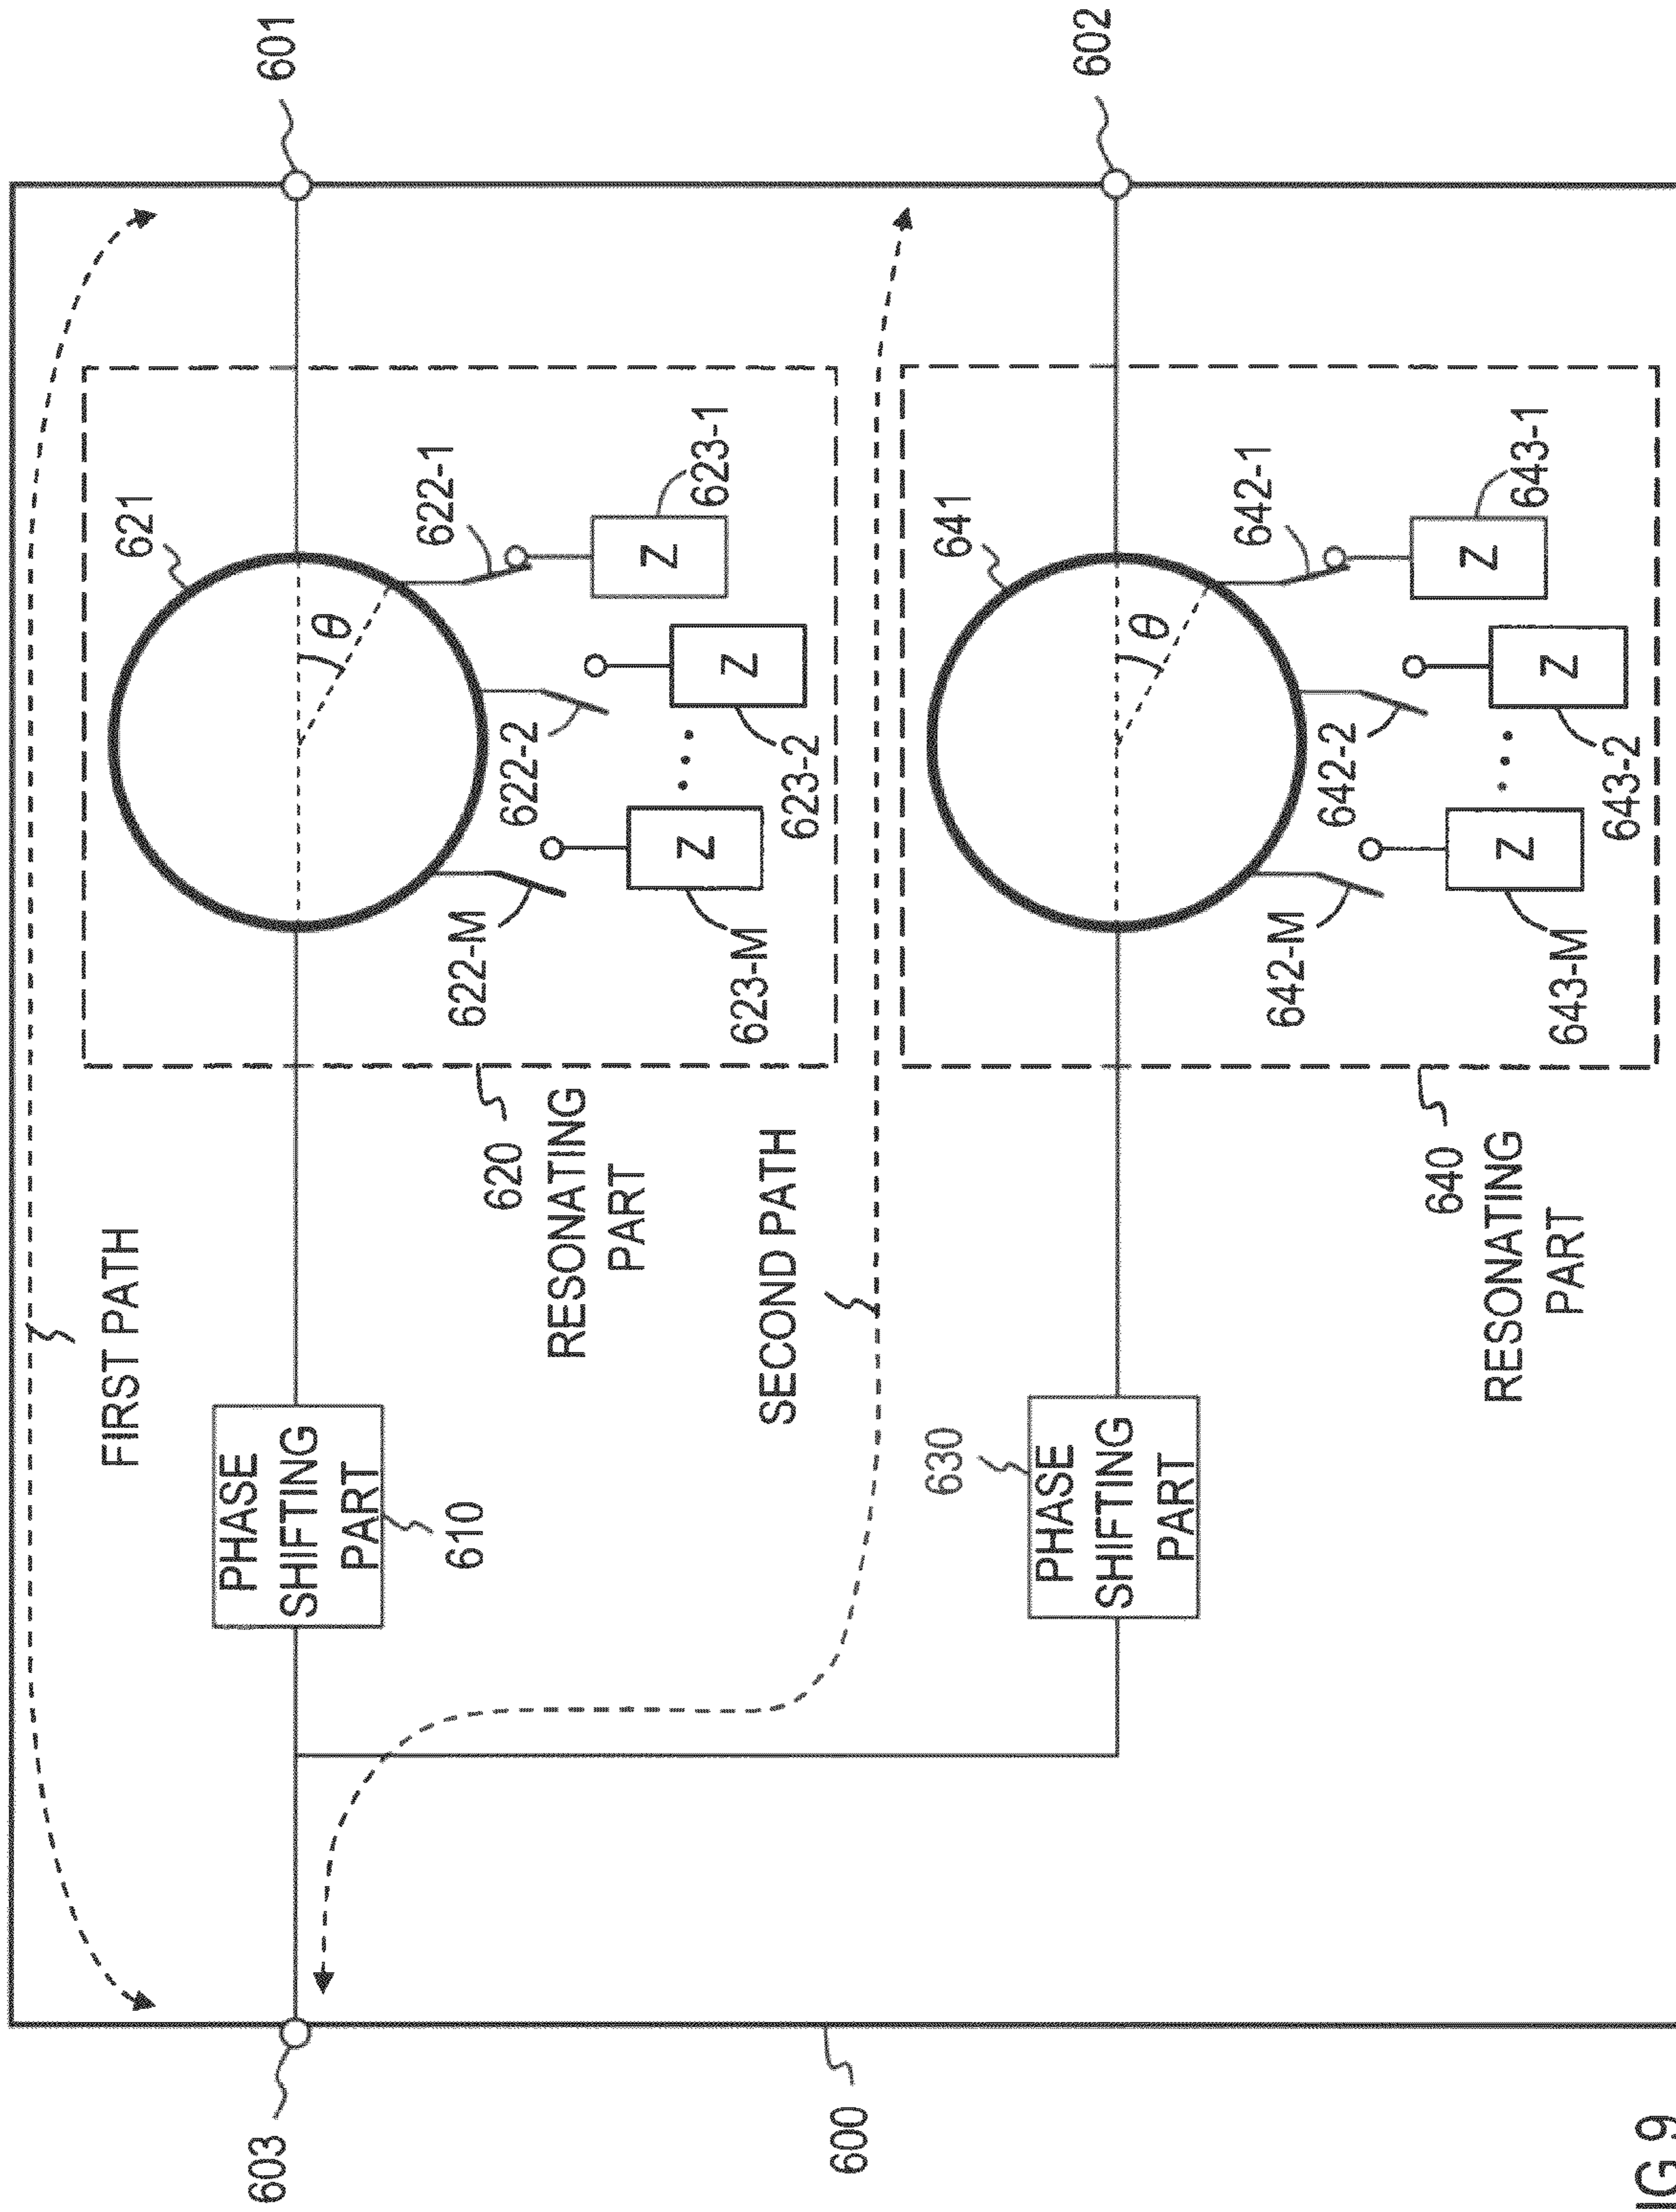 FIRST PATH
621
603
PHASE
SHIFTING
PART
610
601
θ
622-1
622-2
622-M
620
RESONATING
PART
Z
Z
Z
623-1
623-2
623-M
SECOND PATH
600
630
PHASE
SHIFTING
PART
641
602
θ
642-1
642-2
642-M
640
RESONATING
PART
Z
Z
Z
643-1
643-2
643-M
IG 9